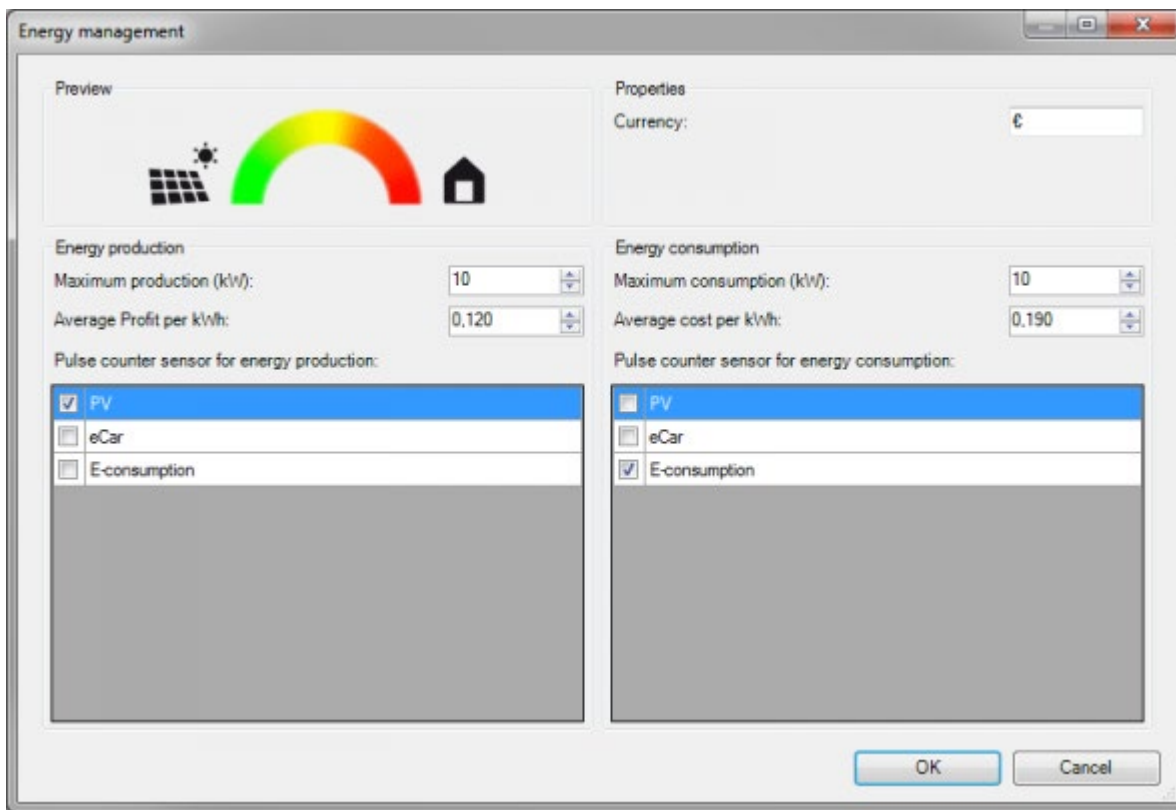 Energy management
Preview
Properties
Currency:
€
Energy production
Maximum production (kW):
10
Average Profit per kWh:
0,120
Pulse counter sensor for energy production:
PV
eCar
E-consumption
Energy consumption
Maximum consumption (kW):
10
Average cost per kWh:
0,190
Pulse counter sensor for energy consumption:
PV
eCar
E-consumption
OK
Cancel